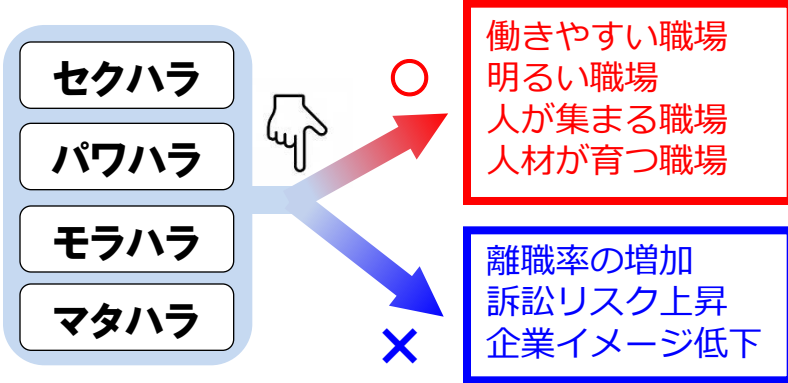 セクハラ
パワハラ
モラハラ
マタハラ
○
働きやすい職場
明るい職場
人が集まる職場
人材が育つ職場
×
離職率の増加
訴訟リスク上昇
企業イメージ低下